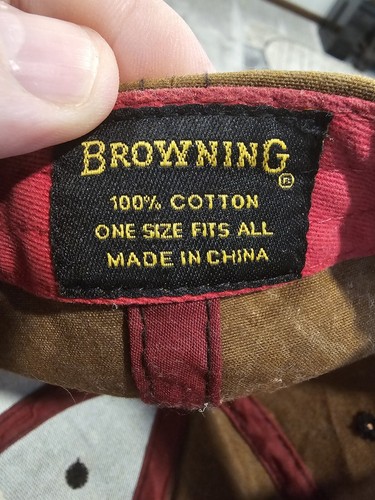 BROWNING®
100% COTTON
ONE SIZE FITS ALL
MADE IN CHINA